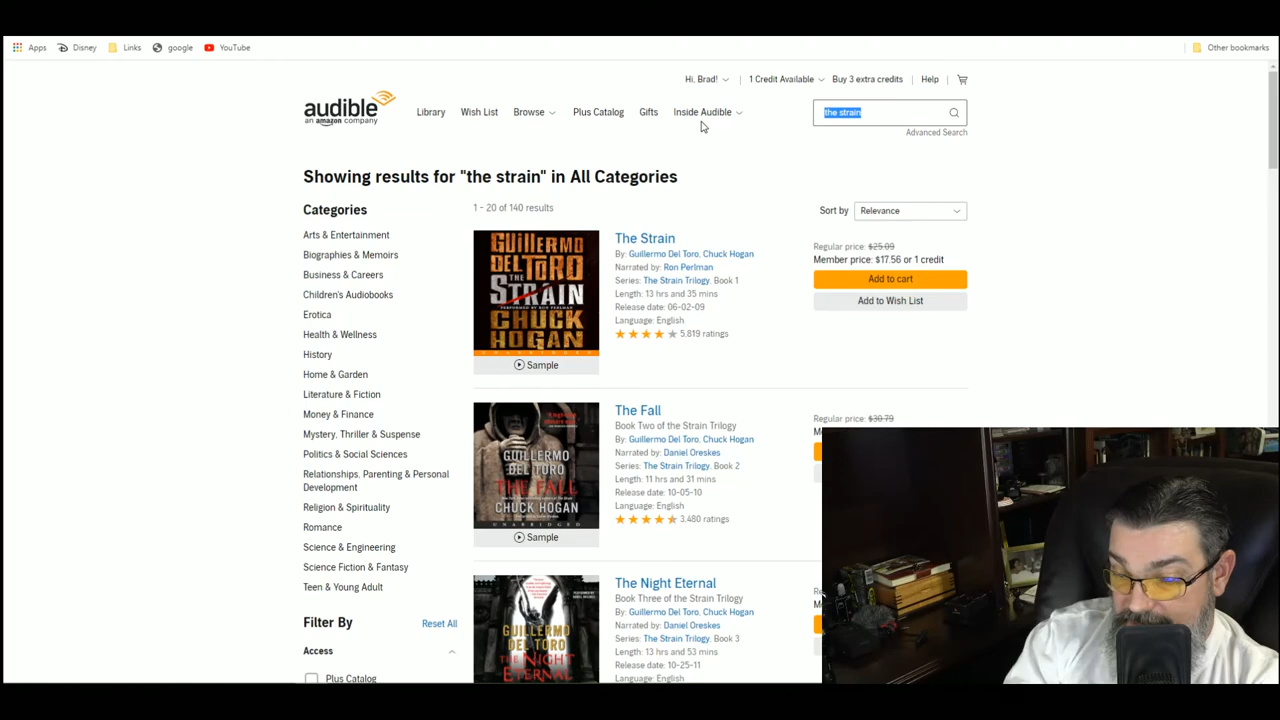 Apps Disney Links google YouTube Other bookmarks
Hi, Brad! 1 Credit Available Buy 3 extra credits Help
audible
an amazon company
Library Wish List Browse Plus Catalog Gifts Inside Audible
the strain
Advanced Search
Showing results for "the strain" in All Categories
Categories
Arts & Entertainment
Biographies & Memoirs
Business & Careers
Children's Audiobooks
Erotica
Health & Wellness
History
Home & Garden
Literature & Fiction
Money & Finance
Mystery, Thriller & Suspense
Politics & Social Sciences
Relationships, Parenting & Personal
Development
Religion & Spirituality
Romance
Science & Engineering
Science Fiction & Fantasy
Teen & Young Adult
Filter By Reset All
Access
Plus Catalog
1 - 20 of 140 results
Sort by Relevance
GUILLERMO
DEL TORO
THE
STRAIN
PERFORMED BY RON PERLMAN
CHUCK
HOGAN
UNABRIDGED
Sample
The Strain
By: Guillermo Del Toro, Chuck Hogan
Narrated by: Ron Perlman
Series: The Strain Trilogy, Book 1
Length: 13 hrs and 35 mins
Release date: 06-02-09
Language: English
5,819 ratings
Regular price: $25.09
Member price: $17.56 or 1 credit
Add to cart
Add to Wish List
GUILLERMO
DEL TORO
THE FALL
CHUCK HOGAN
UNABRIDGED
Sample
The Fall
Book Two of the Strain Trilogy
By: Guillermo Del Toro, Chuck Hogan
Narrated by: Daniel Oreskes
Series: The Strain Trilogy, Book 2
Length: 11 hrs and 31 mins
Release date: 10-05-10
Language: English
3,480 ratings
Regular price: $30.79
GUILLERMO
DEL TORO
THE NIGHT
ETERNAL
The Night Eternal
Book Three of the Strain Trilogy
By: Guillermo Del Toro, Chuck Hogan
Narrated by: Daniel Oreskes
Series: The Strain Trilogy, Book 3
Length: 13 hrs and 53 mins
Release date: 10-25-11
Language: English